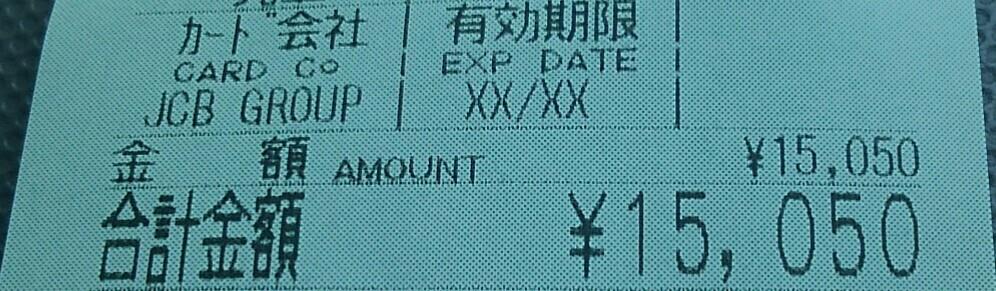 カード会社 有効期限
CARD Co EXP DATE
JCB GROUP XX/XX
金額 AMOUNT ¥15,050
合計金額 ¥15,050